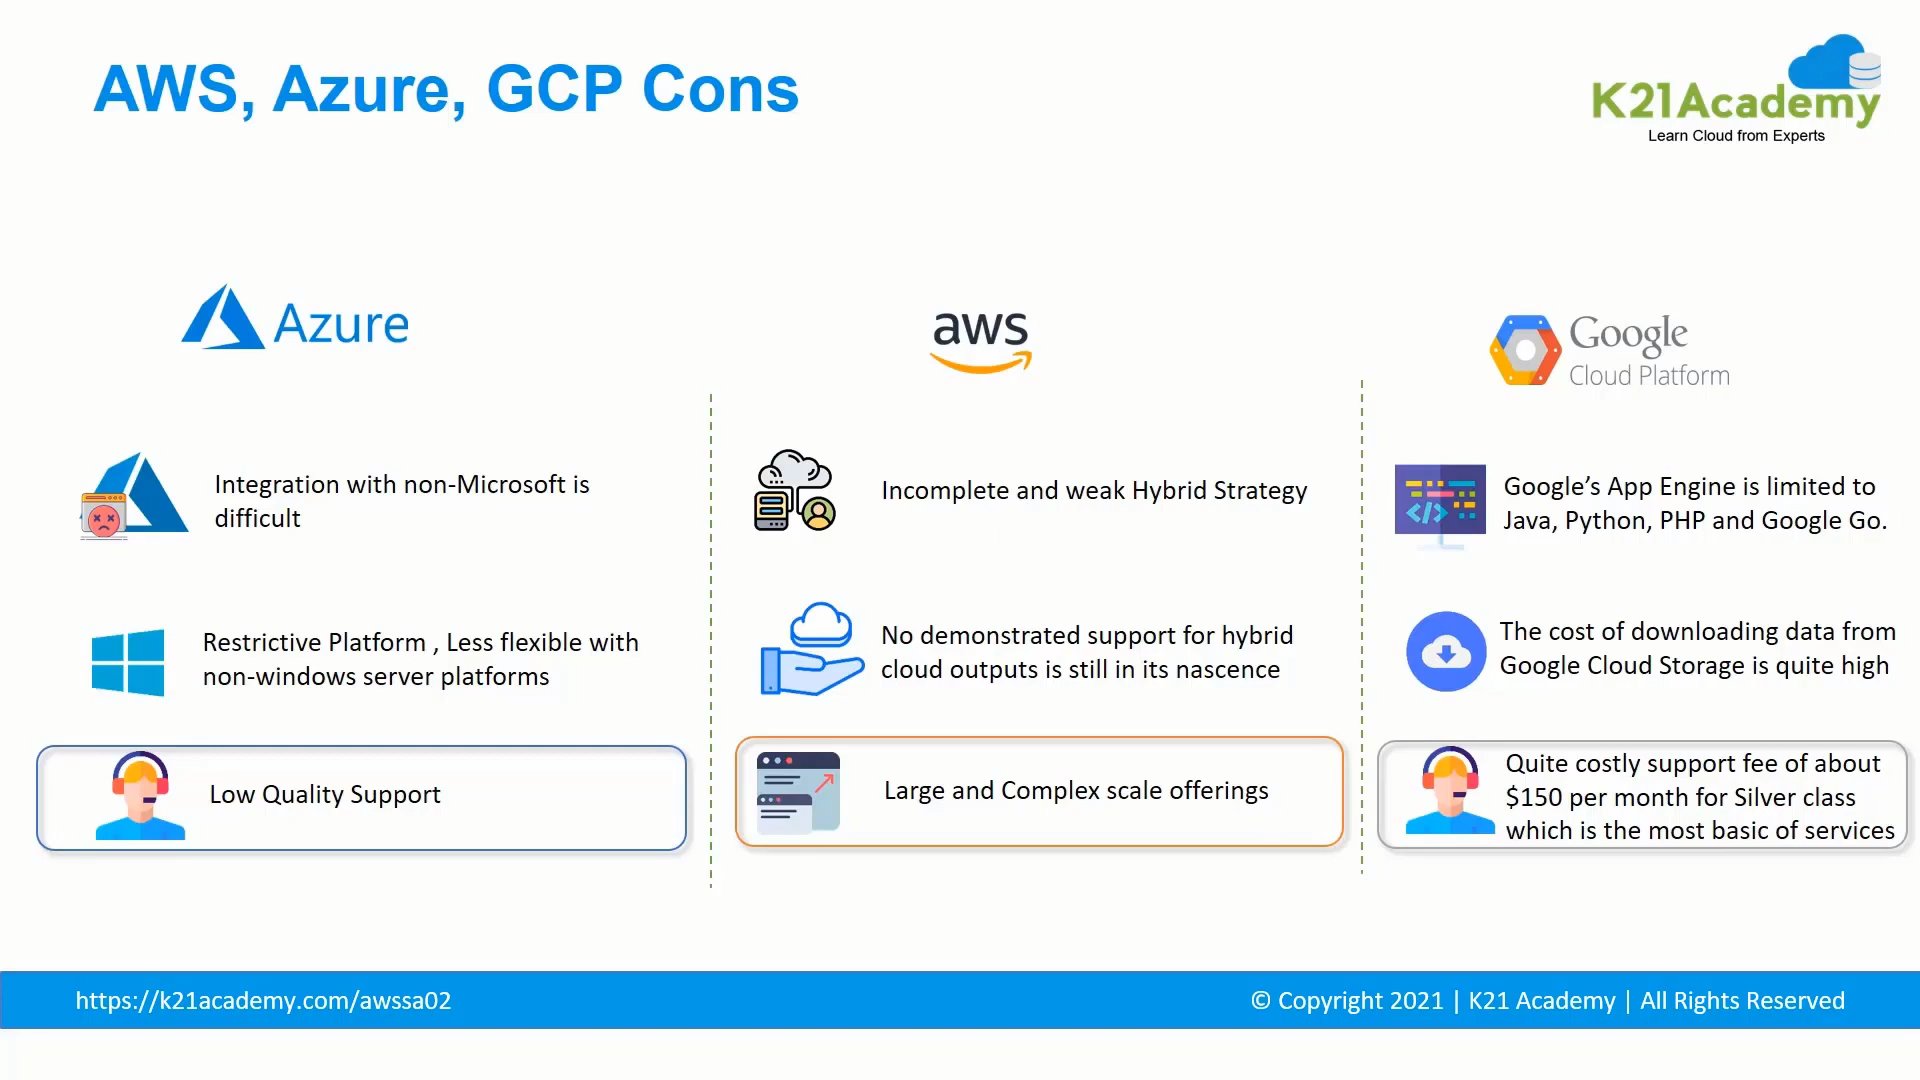 AWS, Azure, GCP Cons
K21Academy
Learn Cloud from Experts
Azure
Integration with non-Microsoft is
difficult
Restrictive Platform , Less flexible with
non-windows server platforms
Low Quality Support
aws
Incomplete and weak Hybrid Strategy
No demonstrated support for hybrid
cloud outputs is still in its nascence
Large and Complex scale offerings
Google
Cloud Platform
Google’s App Engine is limited to
Java, Python, PHP and Google Go.
The cost of downloading data from
Google Cloud Storage is quite high
Quite costly support fee of about
$150 per month for Silver class
which is the most basic of services
https://k21academy.com/awssa02
© Copyright 2021 | K21 Academy | All Rights Reserved